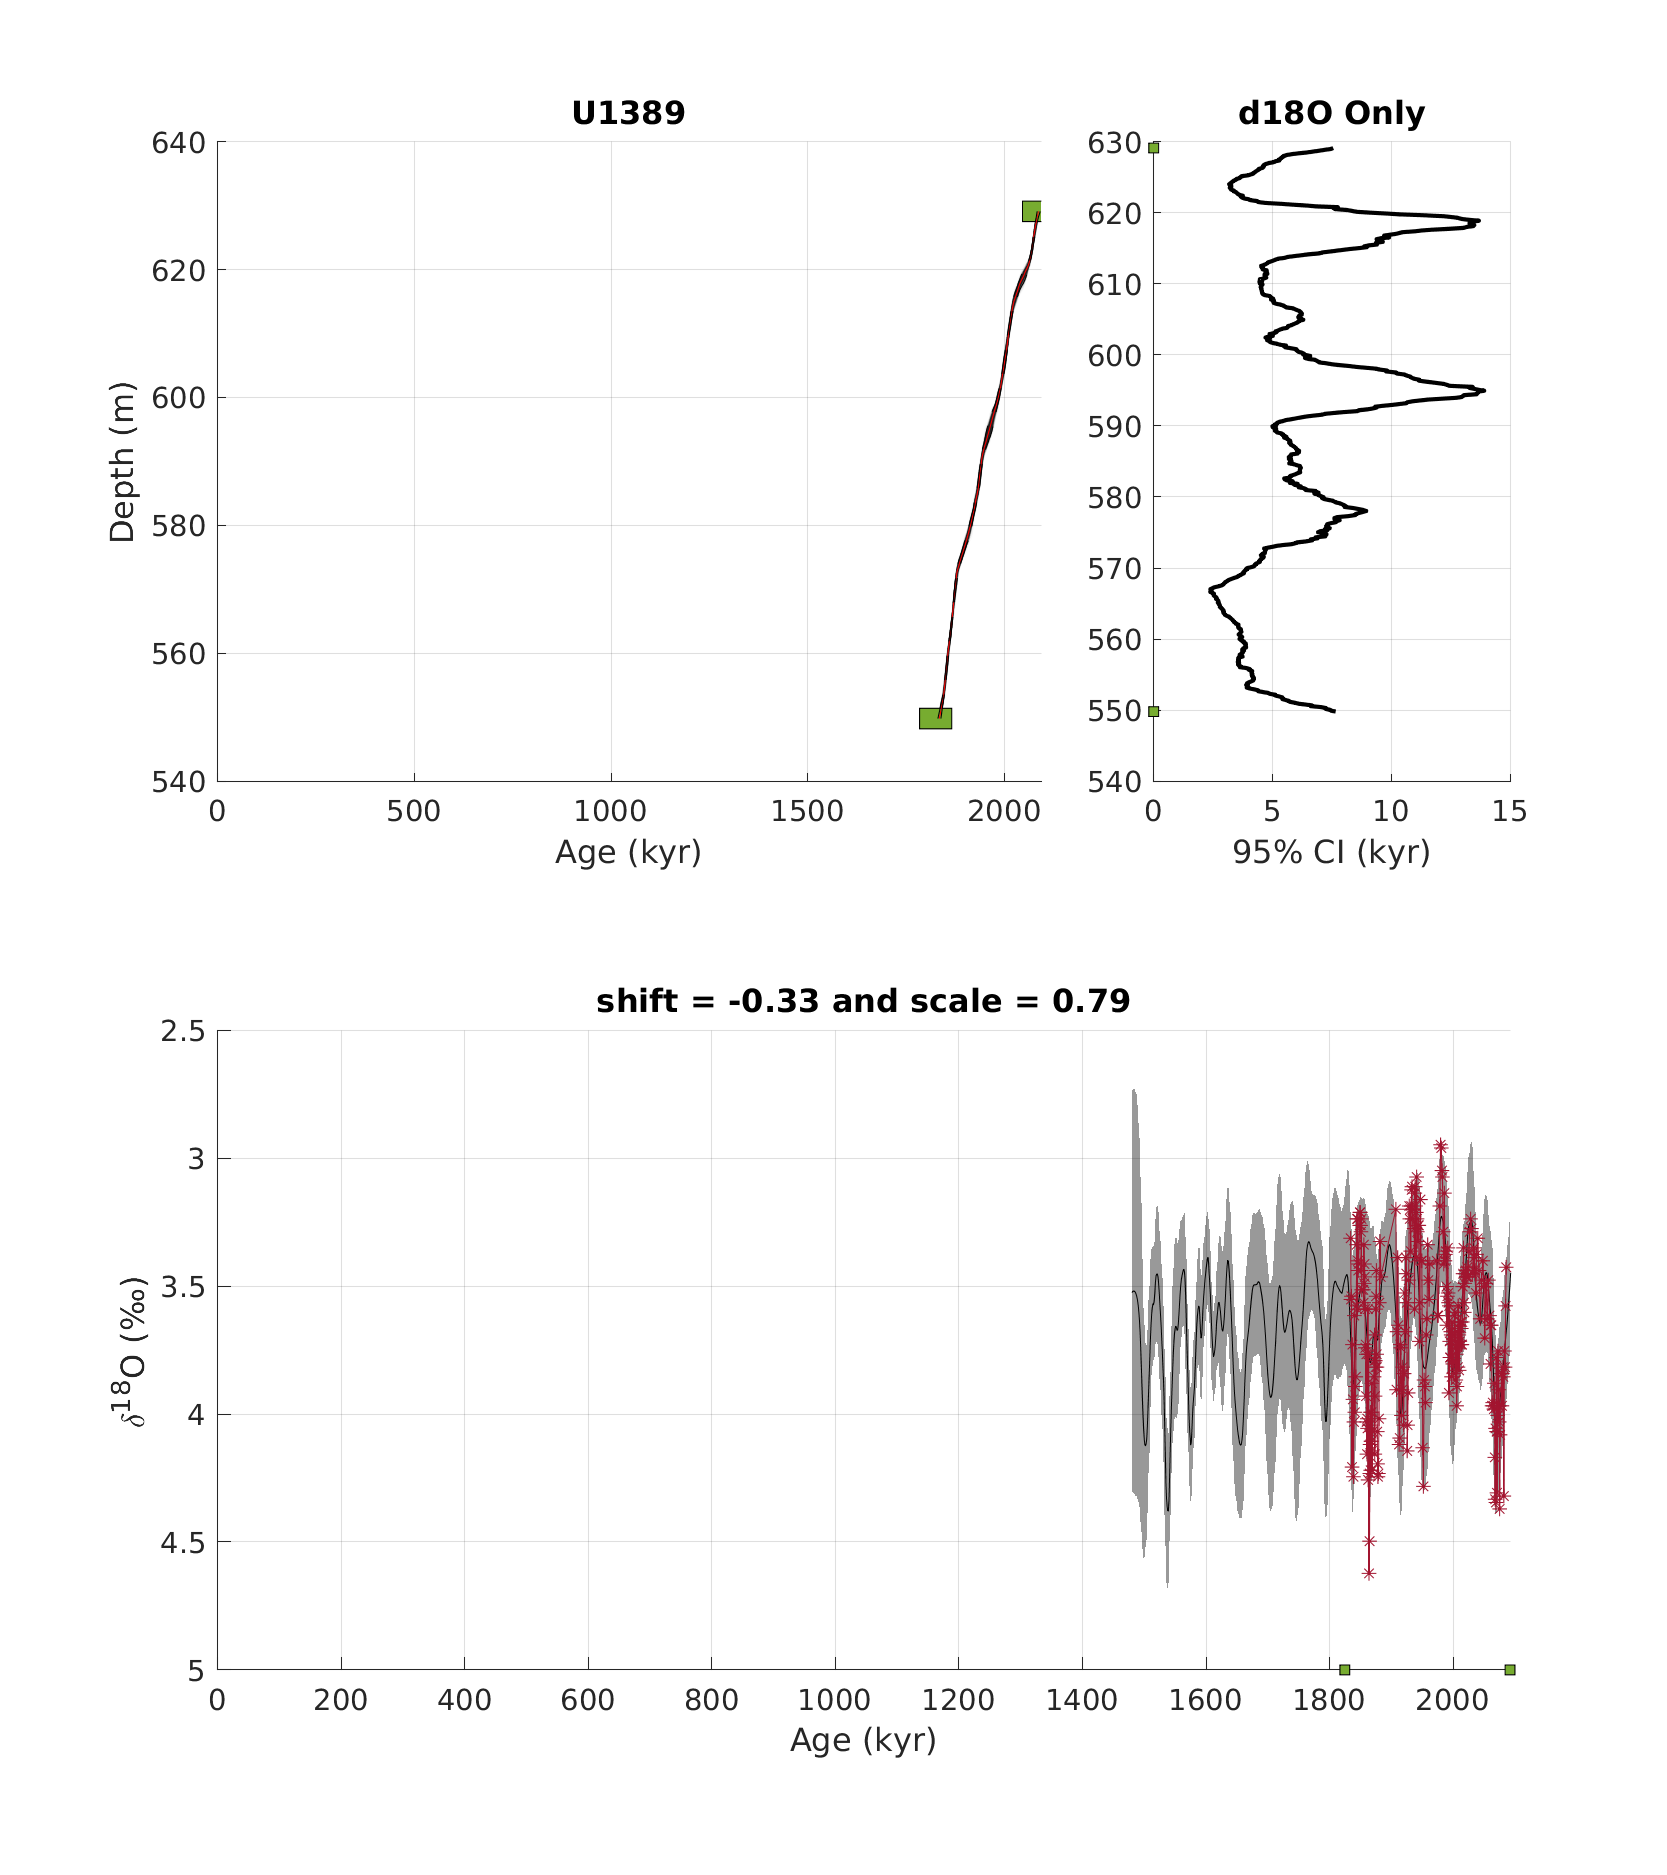 U1389
d18O Only
640
620
600
580
560
540
Depth (m)
0 500 1000 1500 2000
Age (kyr)
630
620
610
600
590
580
570
560
550
540
0 5 10 15
95% CI (kyr)
shift = -0.33 and scale = 0.79
2.5
3
3.5
4
4.5
5
δ¹⁸O (‰)
0 200 400 600 800 1000 1200 1400 1600 1800 2000
Age (kyr)